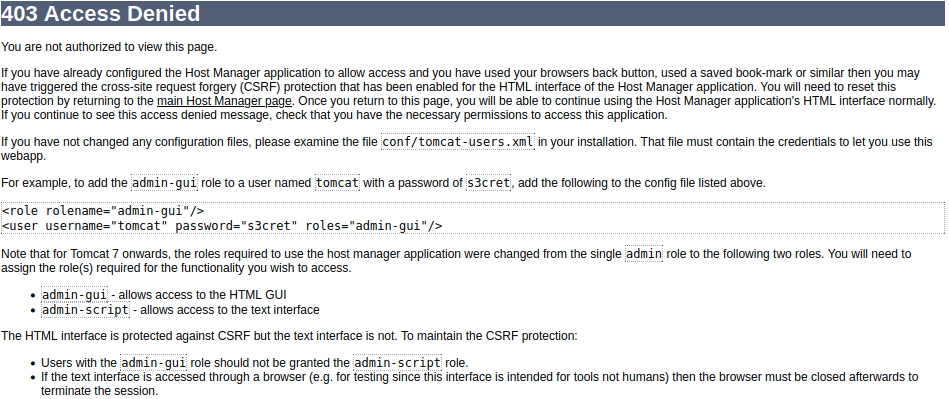 403 Access Denied
You are not authorized to view this page.
If you have already configured the Host Manager application to allow access and you have used your browsers back button, used a saved book-mark or similar then you may
have triggered the cross-site request forgery (CSRF) protection that has been enabled for the HTML interface of the Host Manager application. You will need to reset this
protection by returning to the main Host Manager page. Once you return to this page, you will be able to continue using the Host Manager application's HTML interface normally.
If you continue to see this access denied message, check that you have the necessary permissions to access this application.
If you have not changed any configuration files, please examine the file conf/tomcat-users.xml in your installation. That file must contain the credentials to let you use this
webapp.
For example, to add the admin-gui role to a user named tomcat with a password of s3cret, add the following to the config file listed above.
<role rolename="admin-gui"/>
<user username="tomcat" password="s3cret" roles="admin-gui"/>
Note that for Tomcat 7 onwards, the roles required to use the host manager application were changed from the single admin role to the following two roles. You will need to
assign the role(s) required for the functionality you wish to access.
• admin-gui - allows access to the HTML GUI
• admin-script - allows access to the text interface
The HTML interface is protected against CSRF but the text interface is not. To maintain the CSRF protection:
• Users with the admin-gui role should not be granted the admin-script role.
• If the text interface is accessed through a browser (e.g. for testing since this interface is intended for tools not humans) then the browser must be closed afterwards to
terminate the session.